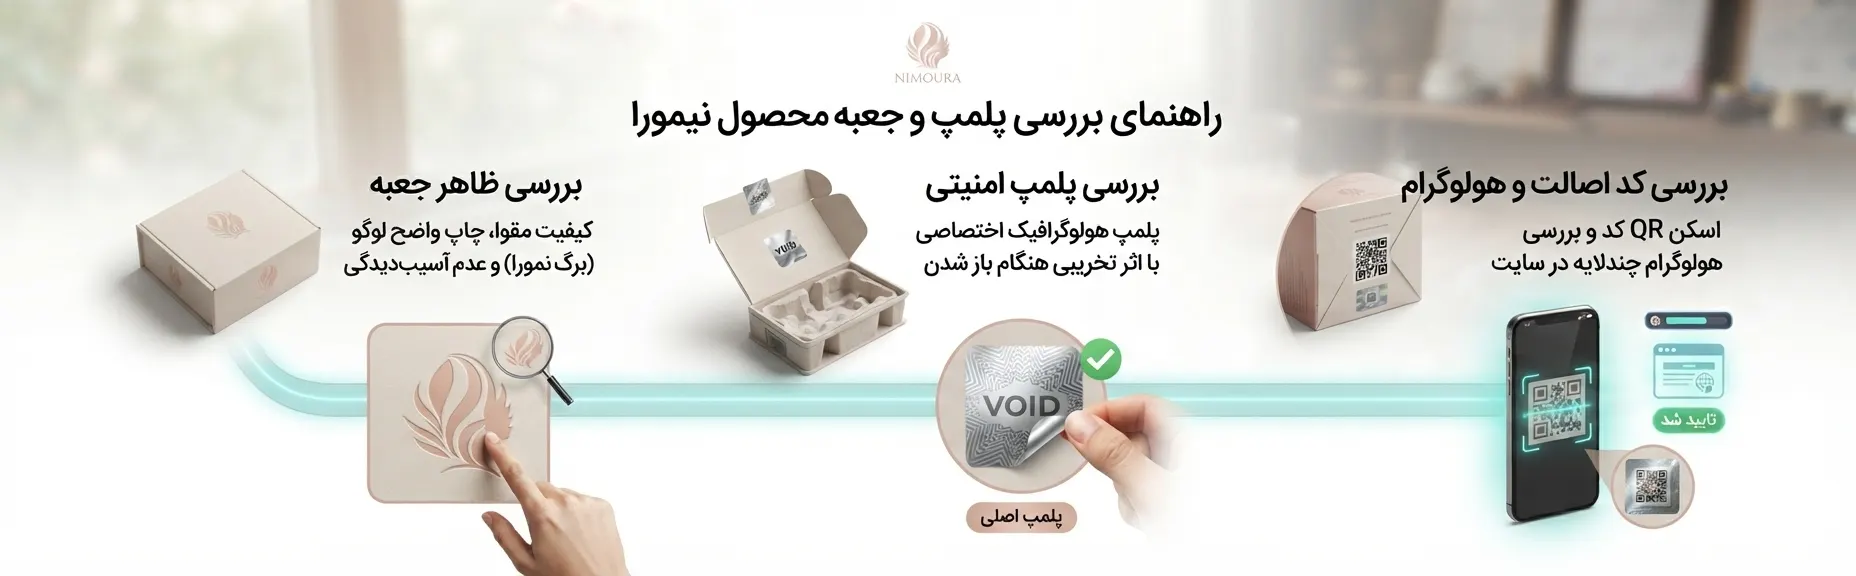 NIMOURA
راهنمای بررسی پلمپ و جعبه محصول نیمورا
بررسی کد اصالت و هولوگرام
اسکن QR کد و بررسی
هولوگرام چندلایه در سایت
تایید شد
بررسی پلمپ امنیتی
پلمپ هولوگرافیک اختصاصی
با اثر تخریبی هنگام باز شدن
VOID
پلمپ اصلی
بررسی ظاهر جعبه
کیفیت مقوا، چاپ واضح لوگو
(برگ نمورا) و عدم آسیب‌دیدگی